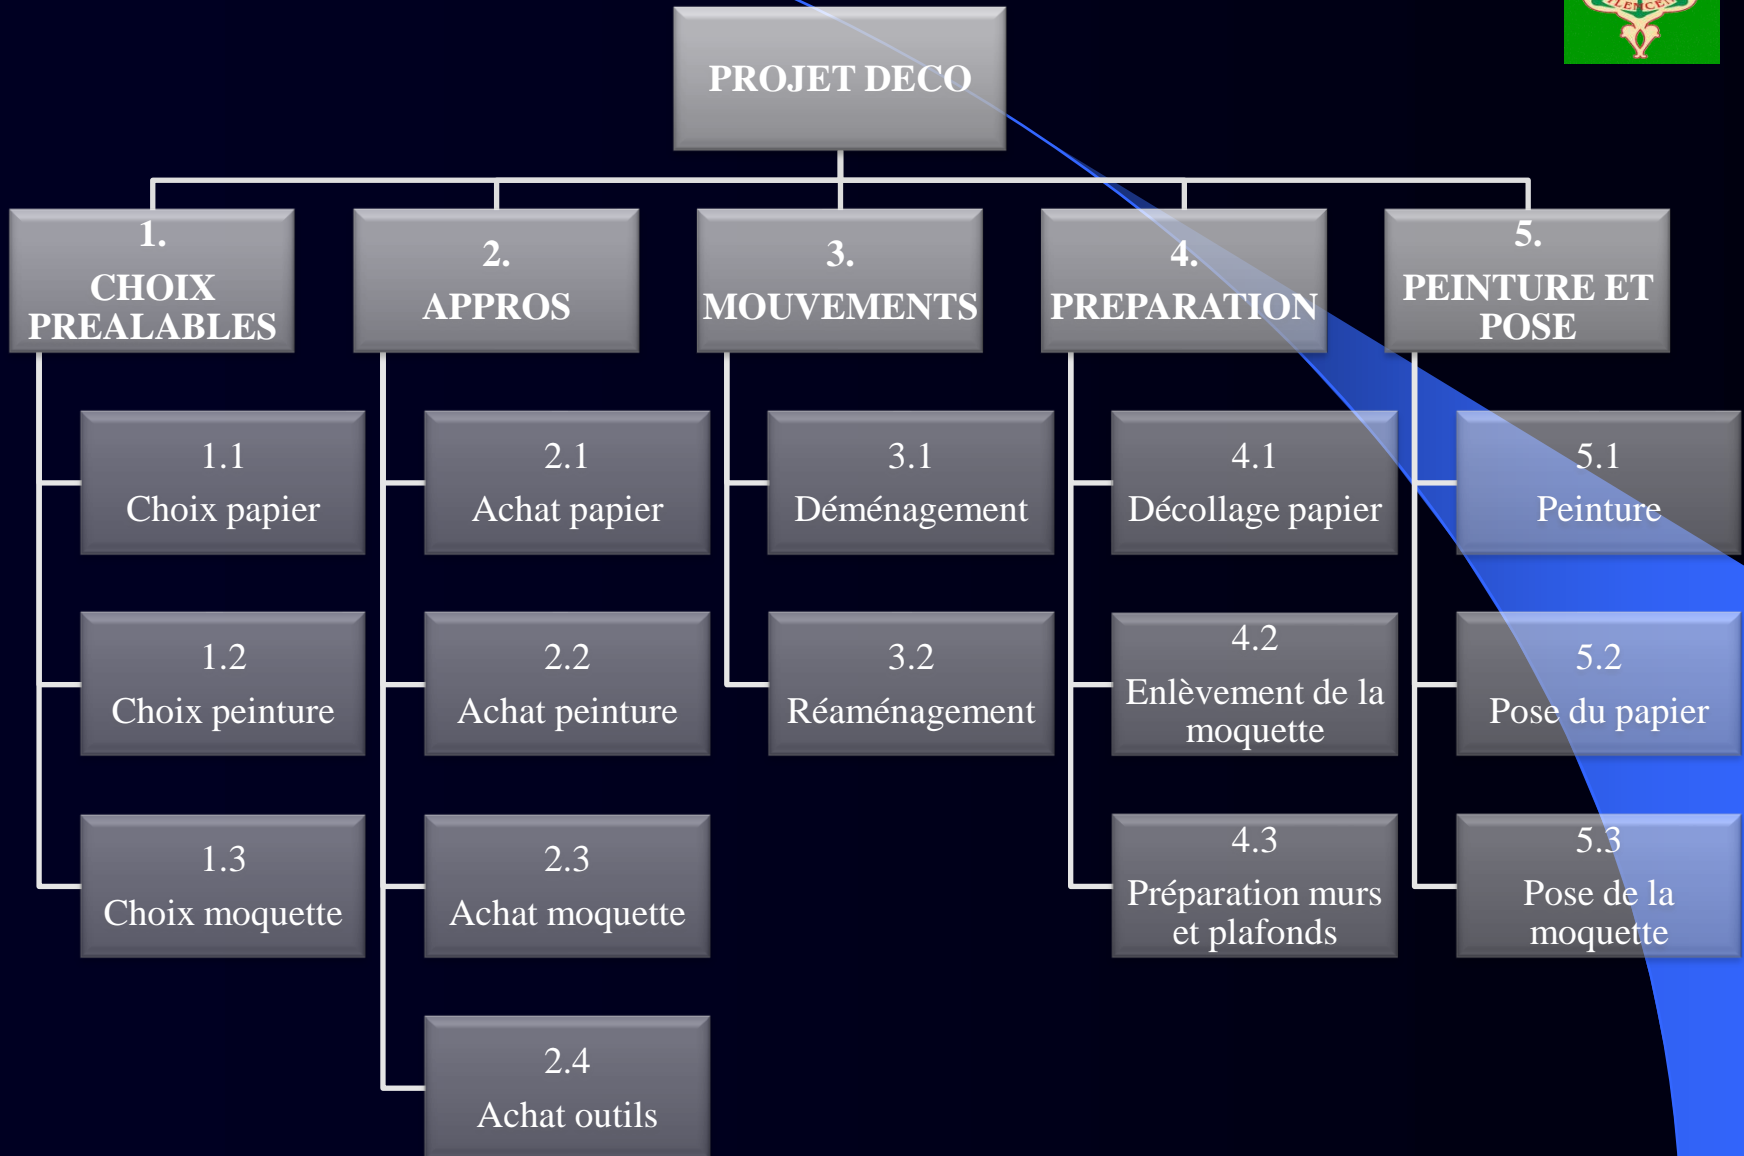 PROJET DECO
1.
CHOIX
PREALABLES
2.
APPROS
3.
MOUVEMENTS
4.
PREPARATION
5.
PEINTURE ET
POSE
1.1
Choix papier
2.1
Achat papier
3.1
Déménagement
4.1
Décollage papier
5.1
Peinture
1.2
Choix peinture
2.2
Achat peinture
3.2
Réaménagement
4.2
Enlèvement de la
moquette
5.2
Pose du papier
1.3
Choix moquette
2.3
Achat moquette
4.3
Préparation murs
et plafonds
5.3
Pose de la
moquette
2.4
Achat outils